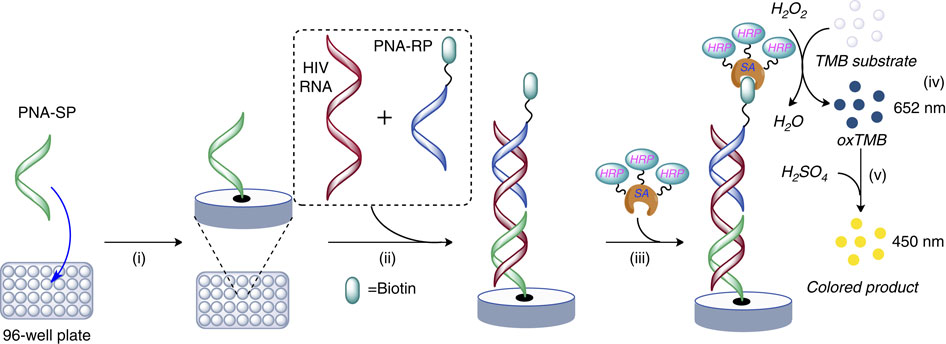 PNA-SP
96-well plate
(i)
HIV
RNA
+
PNA-RP
(ii)
=Biotin
HRP
HRP
HRP
SA
(iii)
HRP
HRP
HRP
SA
H2O2
H2O
TMB substrate
(iv)
652 nm
oxTMB
H2SO4
(v)
450 nm
Colored product